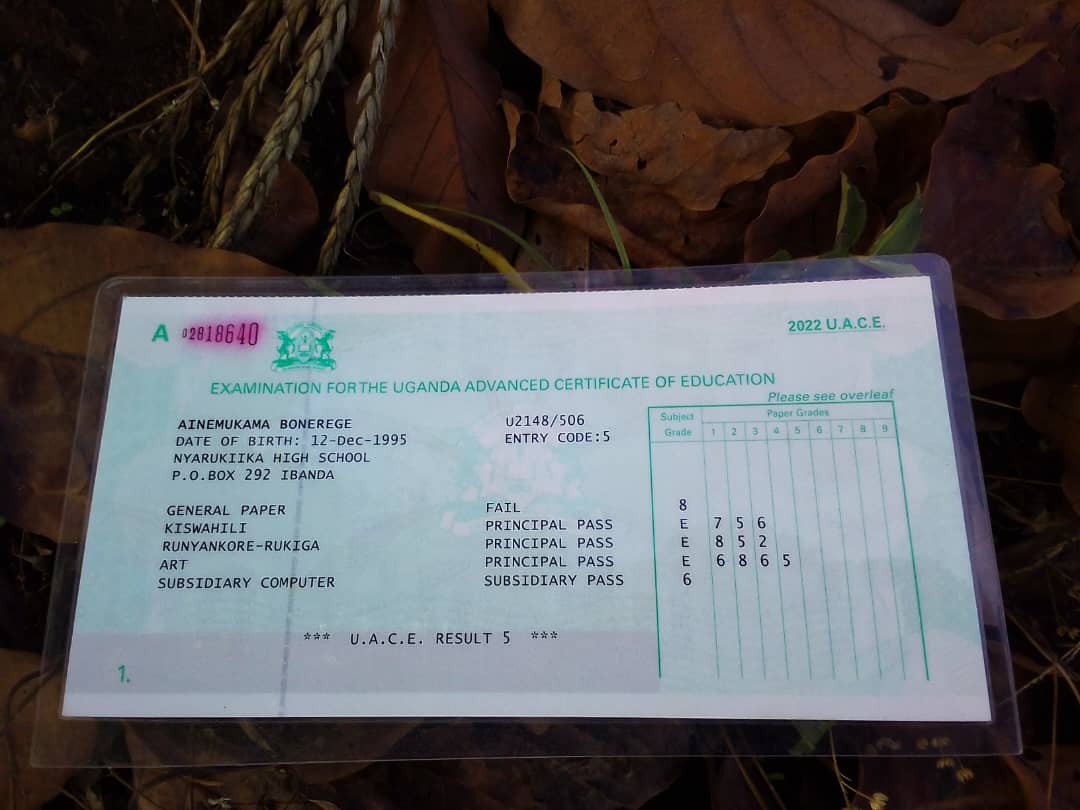 A 02818640
2022 U.A.C.E.
EXAMINATION FOR THE UGANDA ADVANCED CERTIFICATE OF EDUCATION
Please see overleaf
AINEMUKAMA BONEREGE U2148/506
DATE OF BIRTH: 12-Dec-1995 ENTRY CODE:5
NYARUKIIKA HIGH SCHOOL
P.O.BOX 292 IBANDA
Subject Grade Paper Grades
1 2 3 4 5 6 7 8 9
GENERAL PAPER FAIL 8
KISWAHILI PRINCIPAL PASS E 7 5 6
RUNYANKORE-RUKIGA PRINCIPAL PASS E 8 5 2
ART PRINCIPAL PASS E 6 8 6 5
SUBSIDIARY COMPUTER SUBSIDIARY PASS 6
*** U.A.C.E. RESULT 5 ***
1.